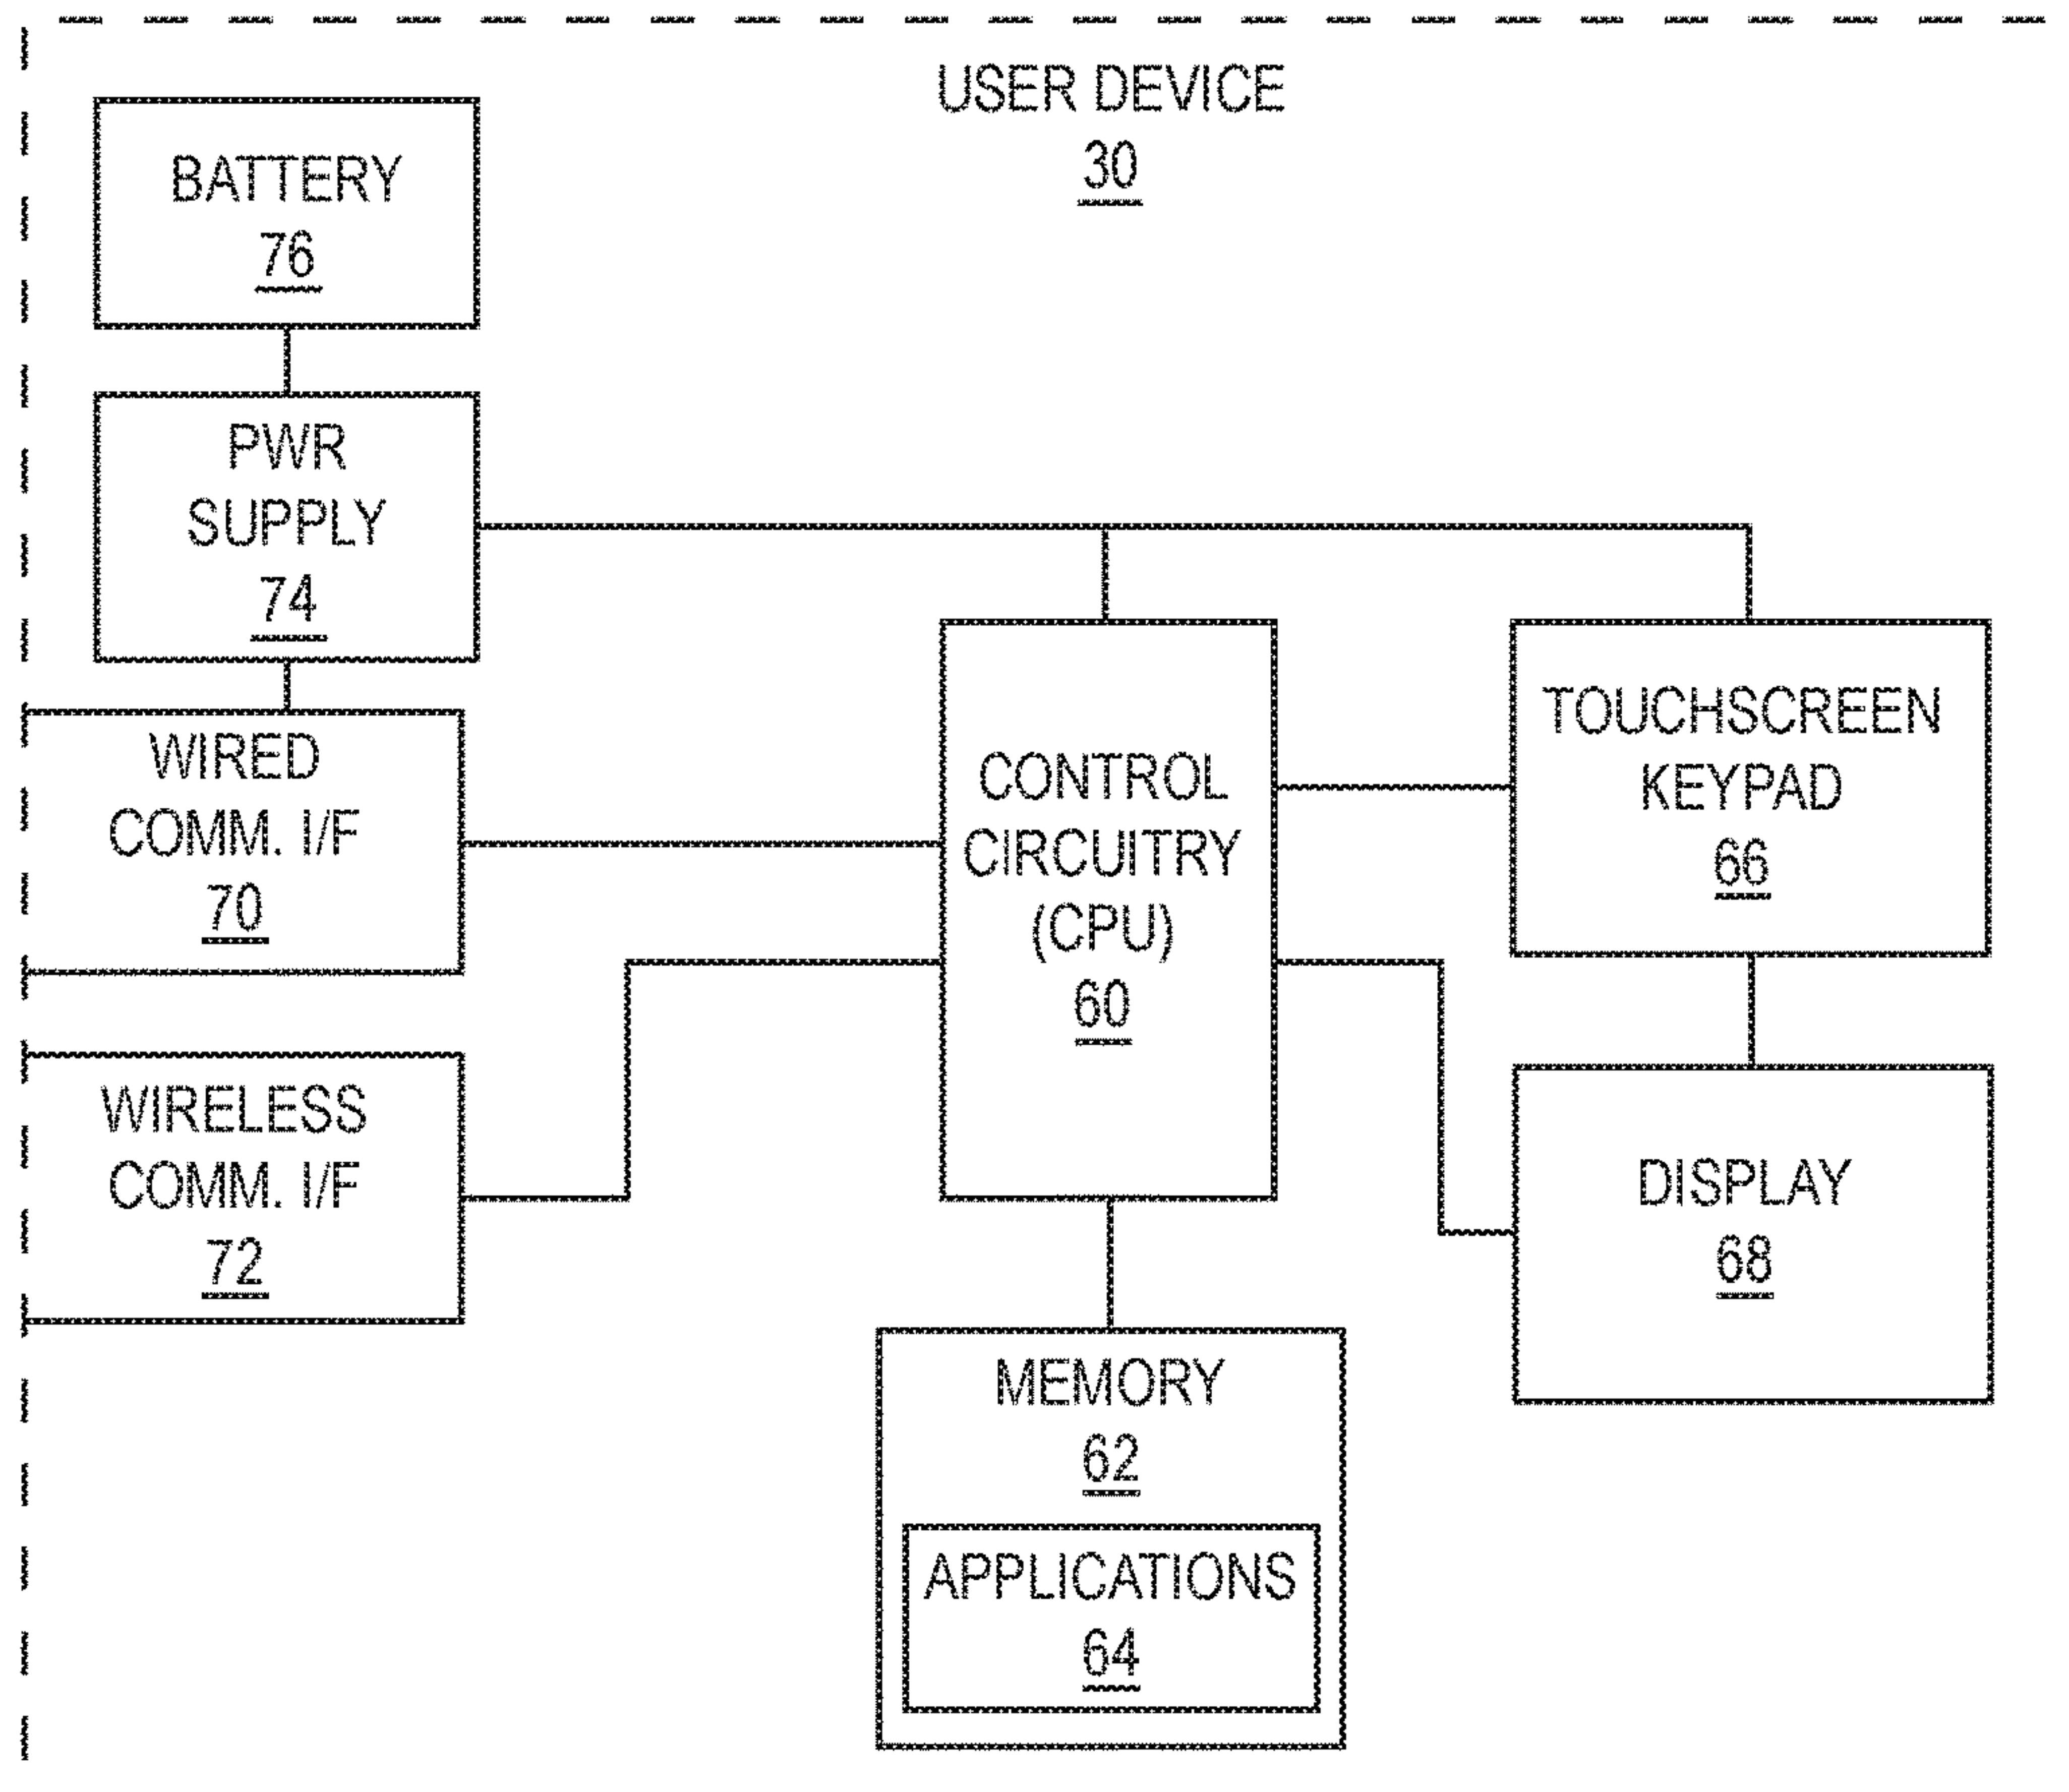 USER DEVICE
30
BATTERY
76
PWR
SUPPLY
74
WIRED
COMM. I/F
70
WIRELESS
COMM. I/F
72
CONTROL
CIRCUITRY
(CPU)
60
TOUCHSCREEN
KEYPAD
66
DISPLAY
68
MEMORY
62
APPLICATIONS
64